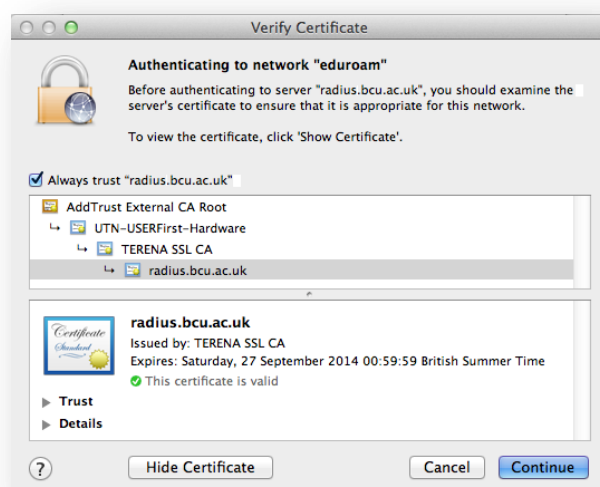 Verify Certificate
Authenticating to network "eduroam"
Before authenticating to server "radius.bcu.ac.uk", you should examine the
server's certificate to ensure that it is appropriate for this network.
To view the certificate, click 'Show Certificate'.
Always trust "radius.bcu.ac.uk"
AddTrust External CA Root
UTN-USERFirst-Hardware
TERENA SSL CA
radius.bcu.ac.uk
Certificate
Standard
radius.bcu.ac.uk
Issued by: TERENA SSL CA
Expires: Saturday, 27 September 2014 00:59:59 British Summer Time
This certificate is valid
Trust
Details
? Hide Certificate Cancel Continue